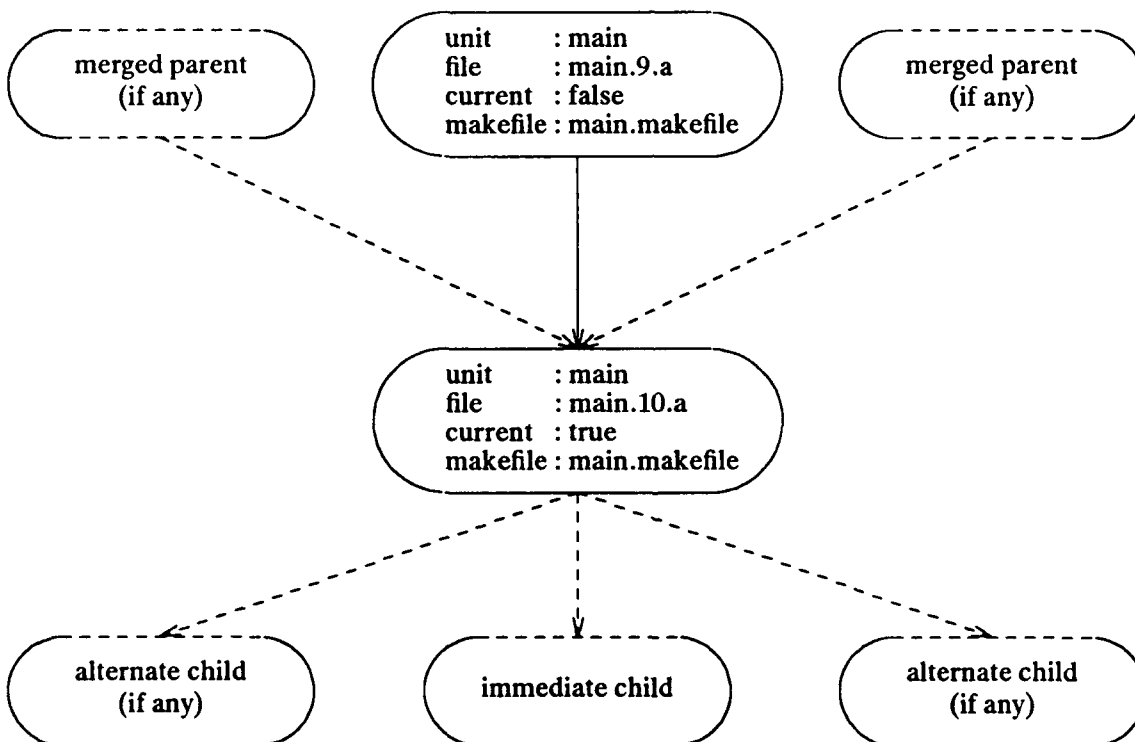 merged parent
(if any)
unit : main
file : main.9.a
current : false
makefile : main.makefile
merged parent
(if any)
unit : main
file : main.10.a
current : true
makefile : main.makefile
alternate child
(if any)
immediate child
alternate child
(if any)